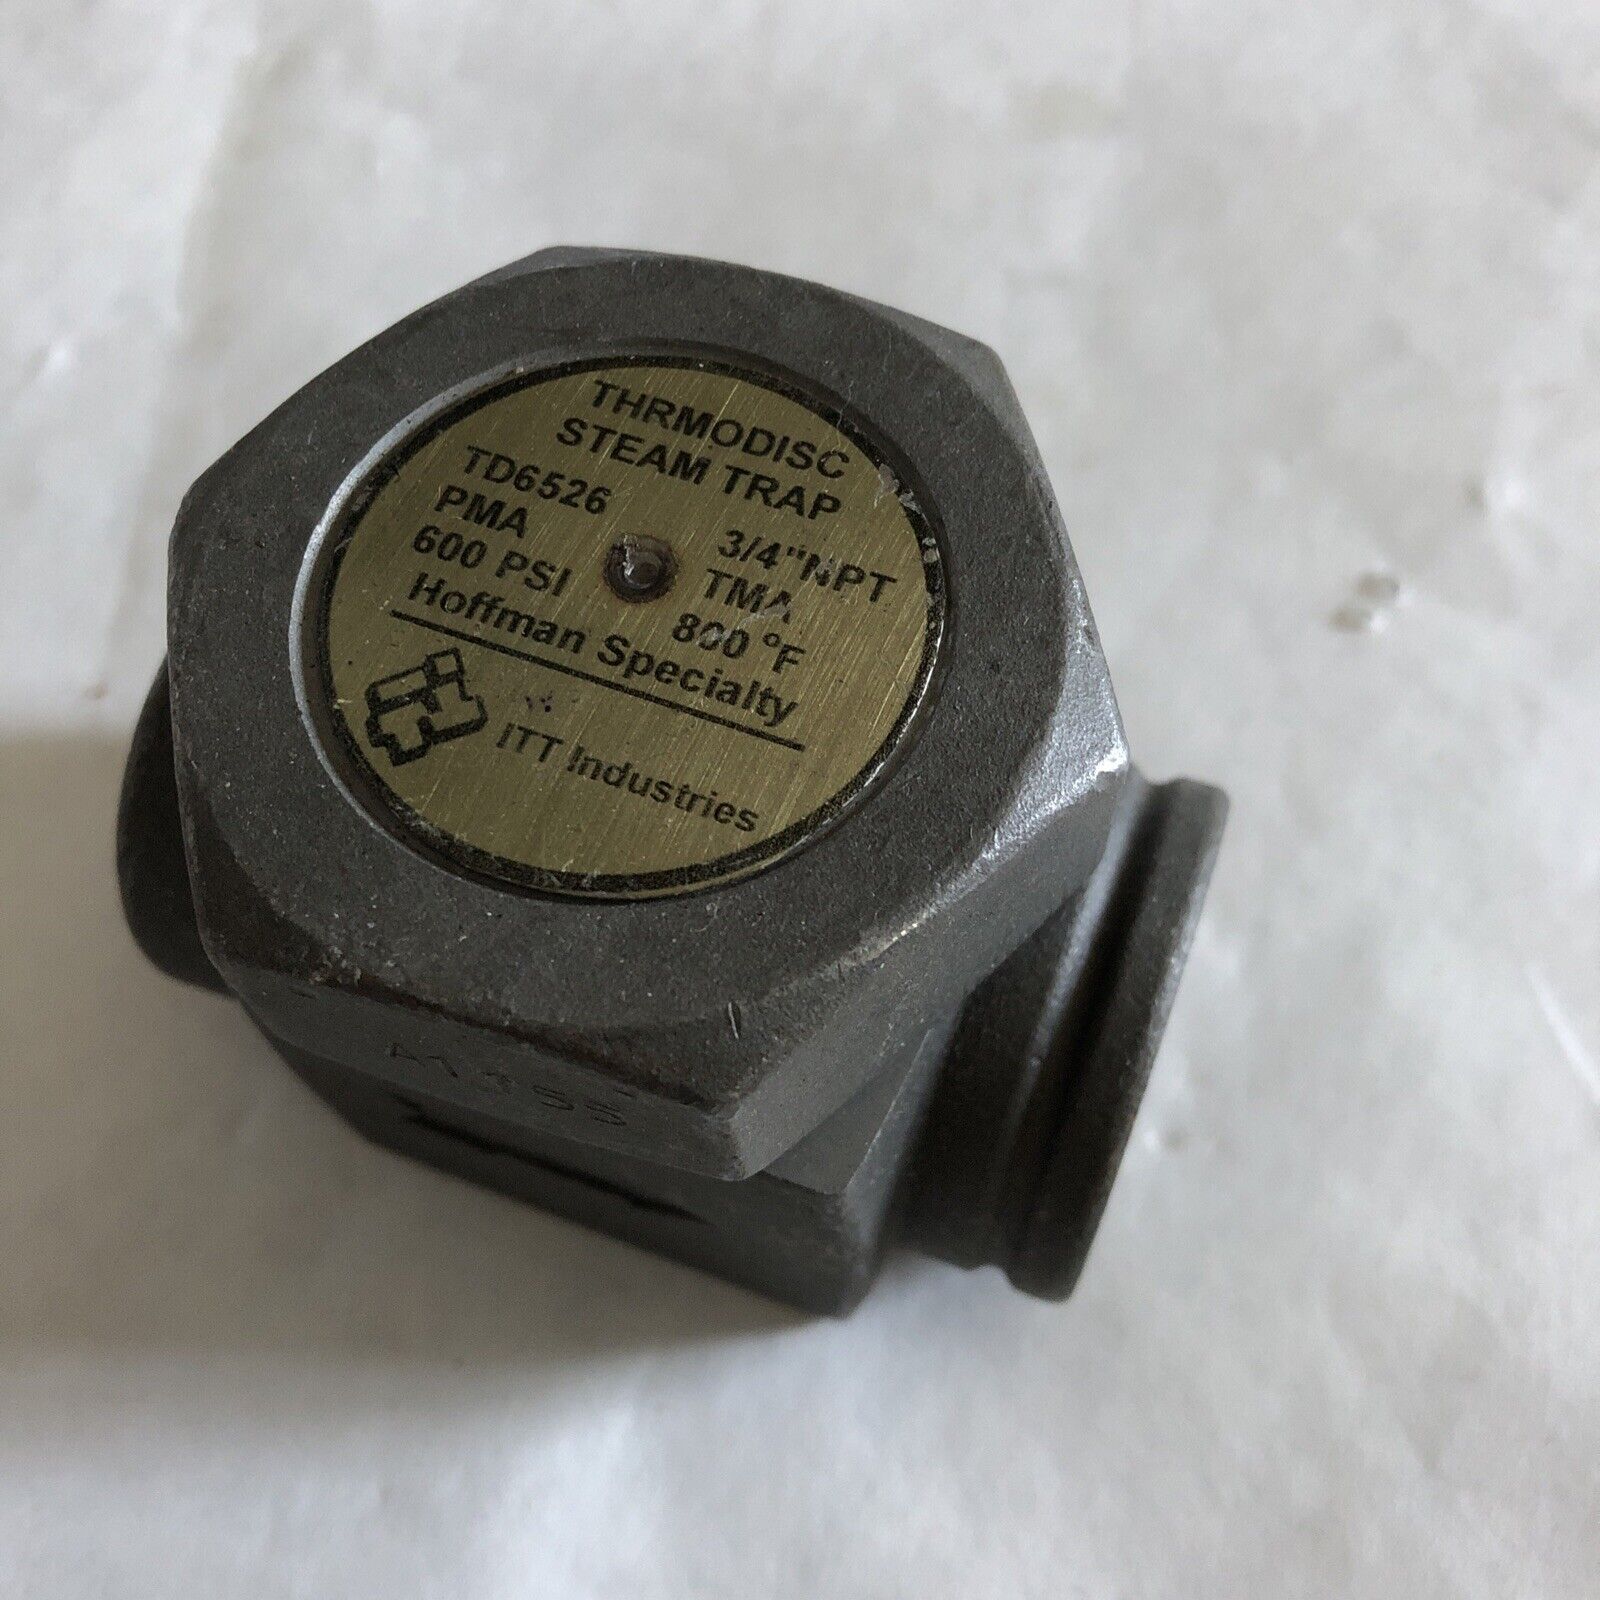 THRMODISC
STEAM TRAP
TD6526 3/4"NPT
PMA TMA
600 PSI 800 °F
Hoffman Specialty
ITT Industries